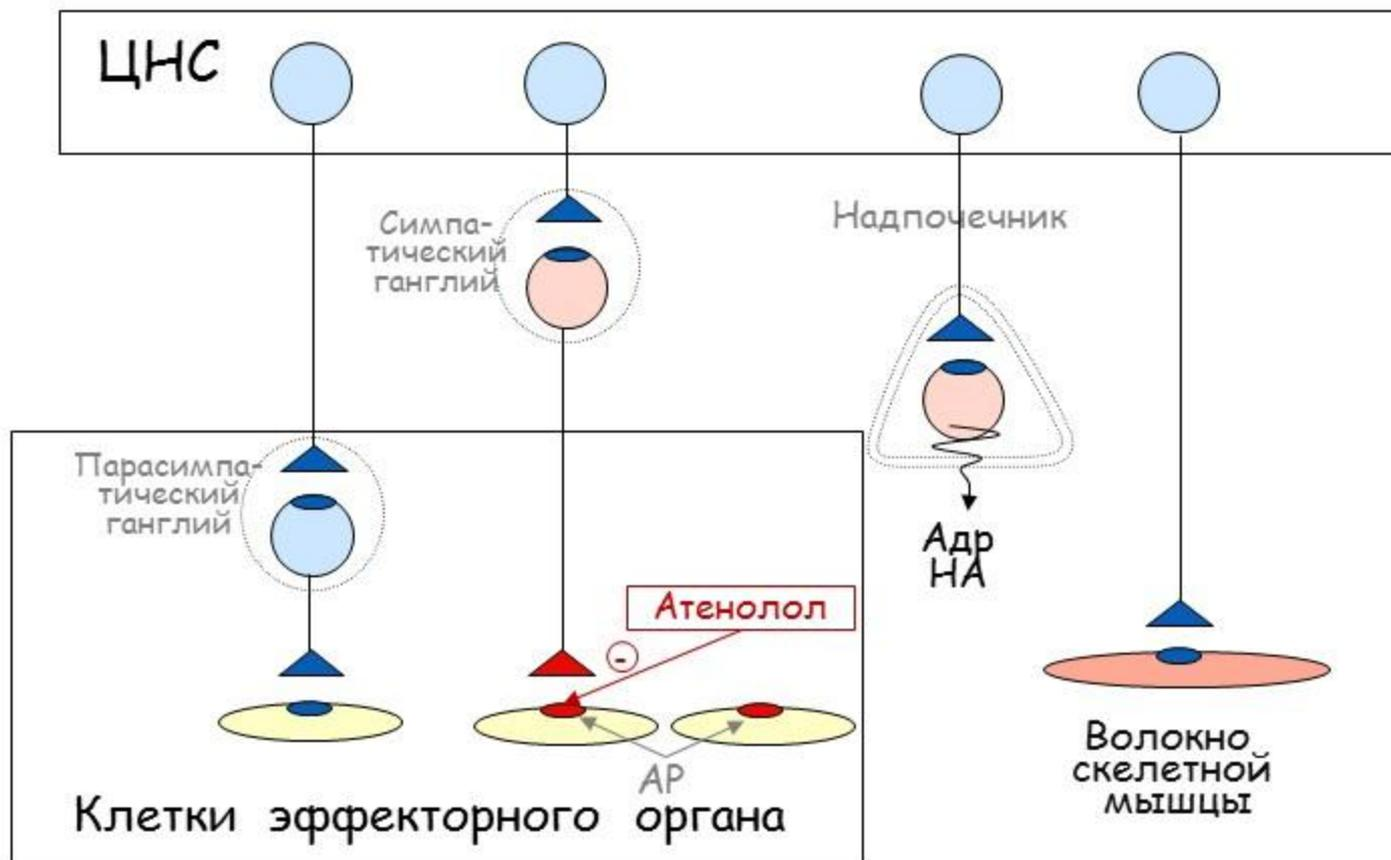 ЦНС
Симпа-
тический
ганглий
Надпочечник
Парасимпа-
тический
ганглий
Адр
НА
Атенолол
-
АР
Клетки эффекторного органа
Волокно
скелетной
мышцы